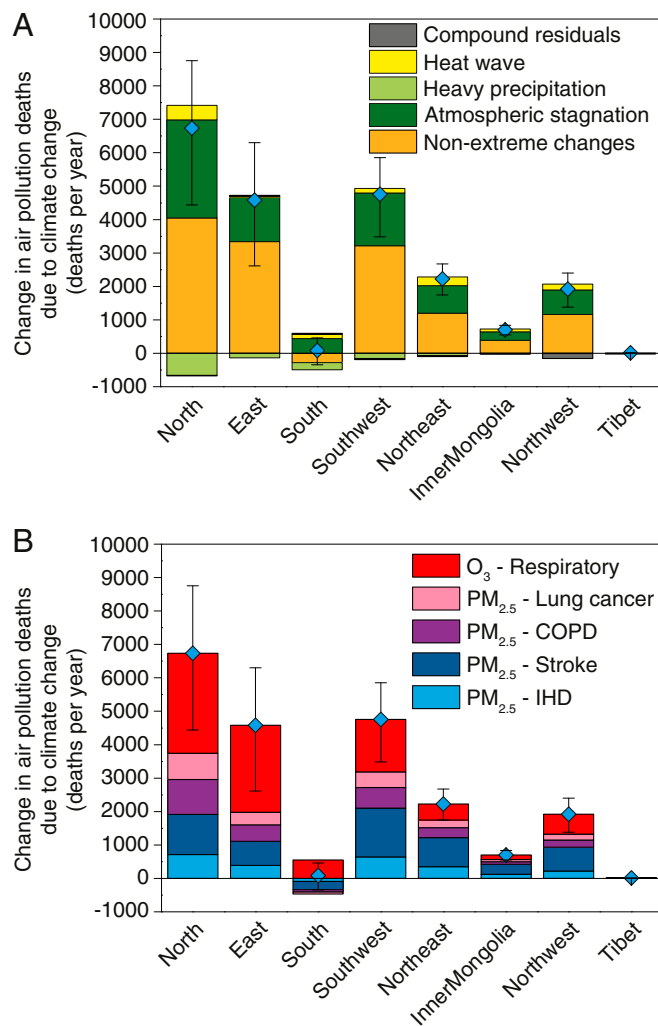 A
Change in air pollution deaths
due to climate change
(deaths per year)
10000
9000
8000
7000
6000
5000
4000
3000
2000
1000
0
-1000
Compound residuals
Heat wave
Heavy precipitation
Atmospheric stagnation
Non-extreme changes
North
East
South
Southwest
Northeast
InnerMongolia
Northwest
Tibet
B
Change in air pollution deaths
due to climate change
(deaths per year)
10000
9000
8000
7000
6000
5000
4000
3000
2000
1000
0
-1000
O3 - Respiratory
PM2.5 - Lung cancer
PM2.5 - COPD
PM2.5 - Stroke
PM2.5 - IHD
North
East
South
Southwest
Northeast
InnerMongolia
Northwest
Tibet